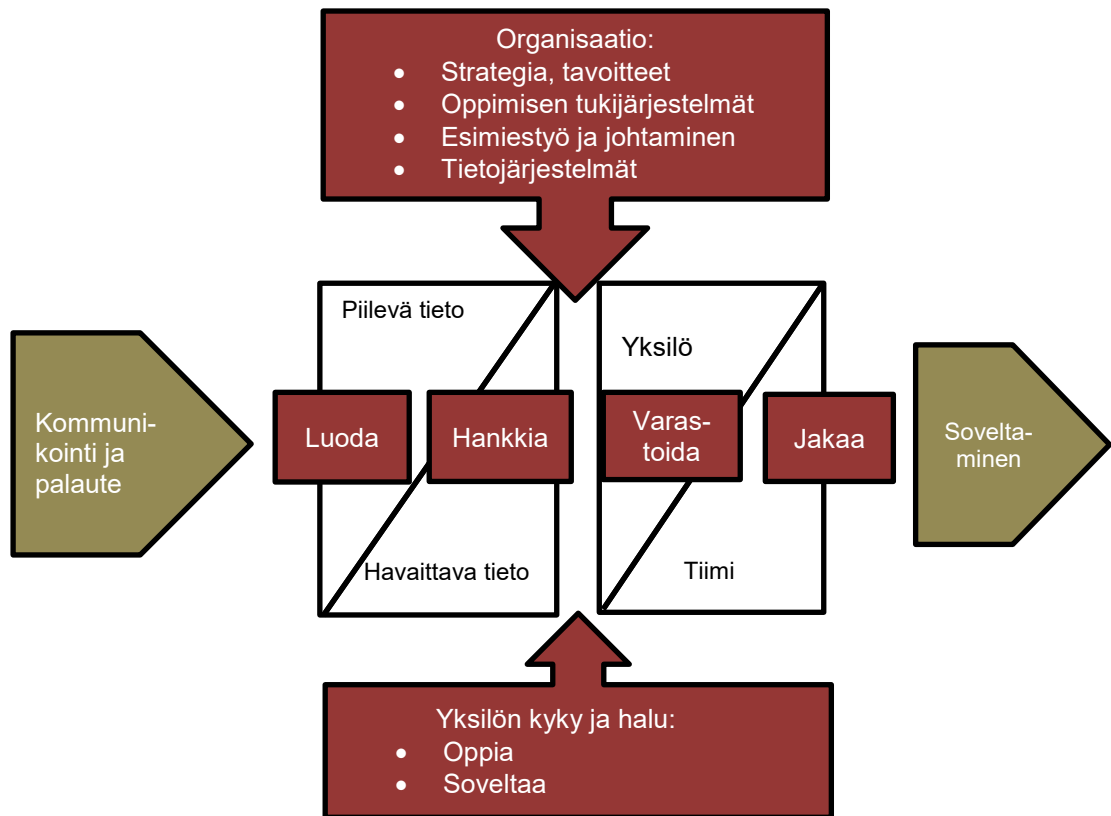 Organisaatio:
• Strategia, tavoitteet
• Oppimisen tukijärjestelmät
• Esimiestyö ja johtaminen
• Tietojärjestelmät
Piilevä tieto
Yksilö
Kommuni-
kointi ja
palaute
Luoda
Hankkia
Varas-
toida
Jakaa
Sovelta-
minen
Havaittava tieto
Tiimi
Yksilön kyky ja halu:
• Oppia
• Soveltaa